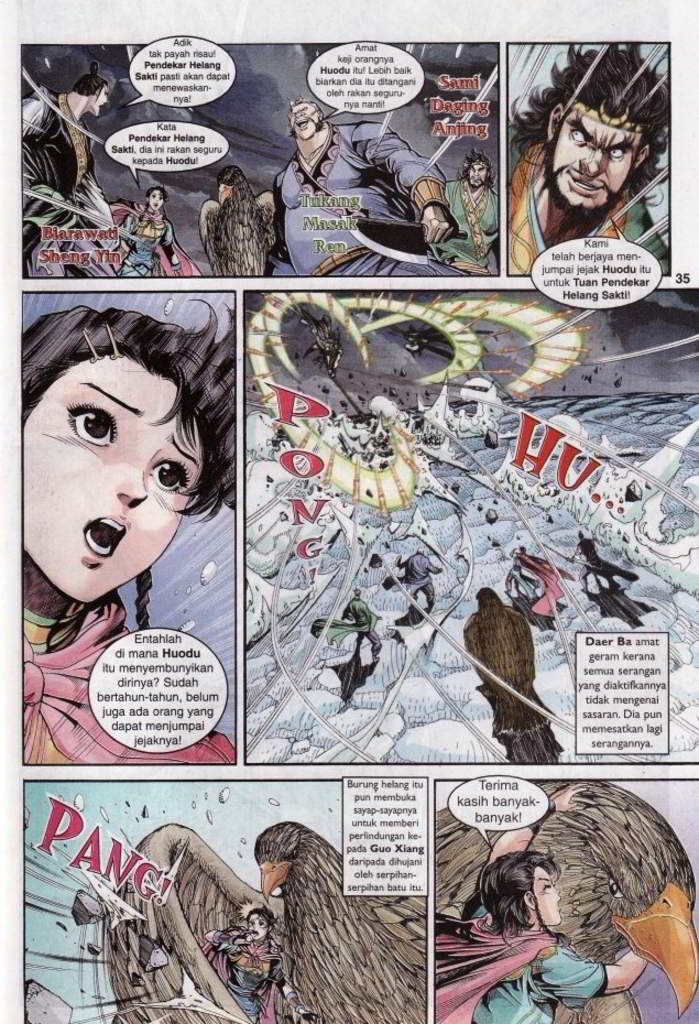 Adik
tak payah risau!
Pendekar Helang
Sakti pasti akan dapat
menewaskan-
nya!
Kata
Pendekar Helang
Sakti, dia ini rakan seguru
kepada Huodu!
Biarawati
Sheng Yin
Amat
keji orangnya
Huodu itu! Lebih baik
biarkan dia itu ditangani
oleh rakan seguru-
nya nanti!
Tukang
Masak
Ren
Sami
Daging
Anjing
Kami
telah berjaya men-
jumpai jejak Huodu itu
untuk Tuan Pendekar
Helang Sakti!
35
Entahlah
di mana Huodu
itu menyembunyikan
dirinya? Sudah
bertahun-tahun, belum
juga ada orang yang
dapat menjumpai
jejaknya!
PONG!
HU...
Daer Ba amat
geram kerana
semua serangan
yang diaktifkannya
tidak mengenai
sasaran. Dia pun
memesatkan lagi
serangannya.
PANG!
Burung helang itu
pun membuka
sayap-sayapnya
untuk memberi
perlindungan ke-
pada Guo Xiang
daripada dihujani
oleh serpihan-
serpihan batu itu.
Terima
kasih banyak-
banyak!